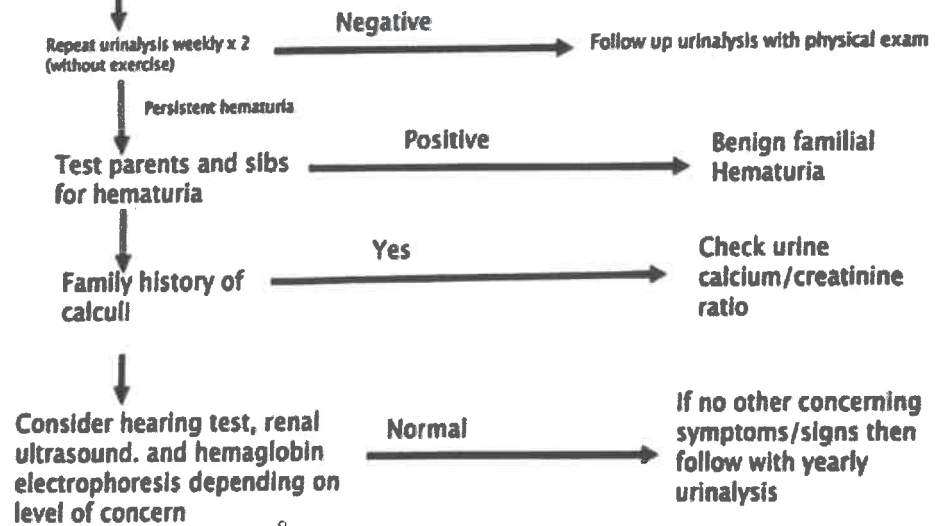 Negative
Repeat urinalysis weekly x 2
(without exercise)
Follow up urinalysis with physical exam
Persistent hematuria
Positive
Test parents and sibs
for hematuria
Benign familial
Hematuria
Yes
Family history of
calculi
Check urine
calcium/creatinine
ratio
Normal
Consider hearing test, renal
ultrasound. and hemaglobin
electrophoresis depending on
level of concern
If no other concerning
symptoms/signs then
follow with yearly
urinalysis